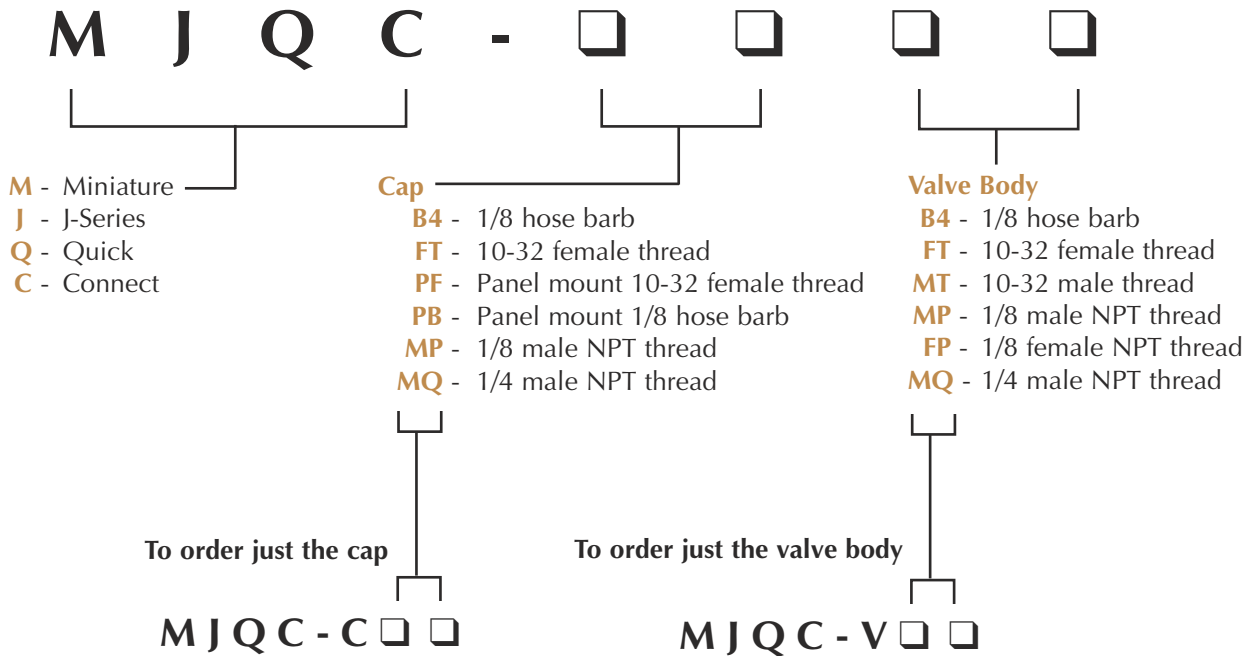 M J Q C - ❑ ❑ ❑ ❑
M - Miniature
J - J-Series
Q - Quick
C - Connect
Cap
B4 - 1/8 hose barb
FT - 10-32 female thread
PF - Panel mount 10-32 female thread
PB - Panel mount 1/8 hose barb
MP - 1/8 male NPT thread
MQ - 1/4 male NPT thread
Valve Body
B4 - 1/8 hose barb
FT - 10-32 female thread
MT - 10-32 male thread
MP - 1/8 male NPT thread
FP - 1/8 female NPT thread
MQ - 1/4 male NPT thread
To order just the cap
M J Q C - C ❑ ❑
To order just the valve body
M J Q C - V ❑ ❑